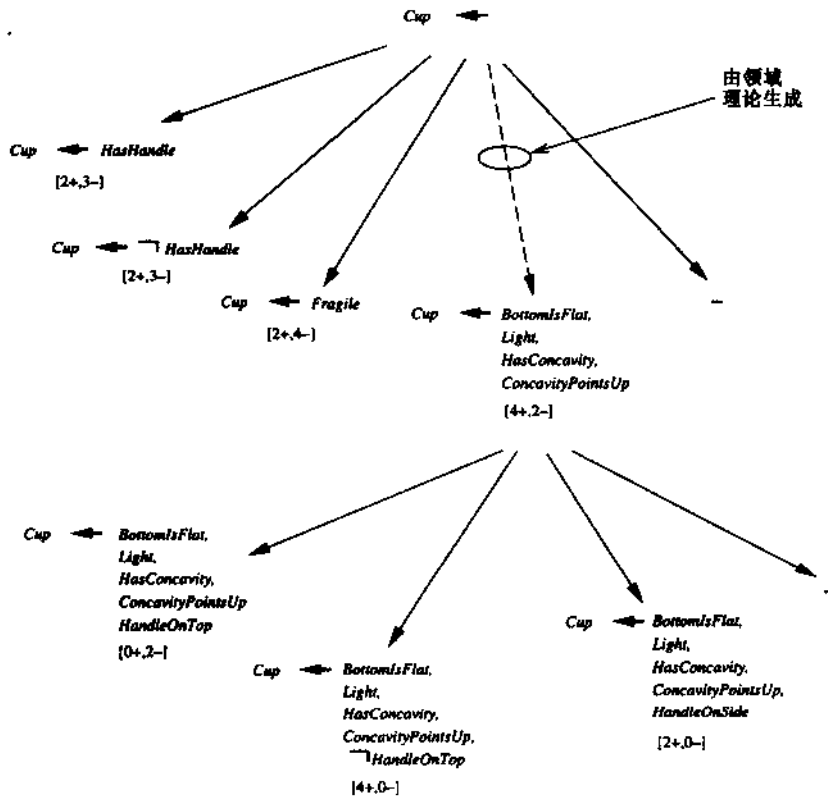 Cup ←
由领域
理论生成
Cup ← HasHandle
[2+,3–]
Cup ← ¬ HasHandle
[2+,3–]
Cup ← Fragile
[2+,4–]
Cup ← BottomIsFlat,
Light,
HasConcavity,
ConcavityPointsUp
[4+,2–]
Cup ← BottomIsFlat,
Light,
HasConcavity,
ConcavityPointsUp
HandleOnTop
[0+,2–]
Cup ← BottomIsFlat,
Light,
HasConcavity,
ConcavityPointsUp,
¬HandleOnTop
[4+,0–]
Cup ← BottomIsFlat,
Light,
HasConcavity,
ConcavityPointsUp,
HandleOnSide
[2+,0–]